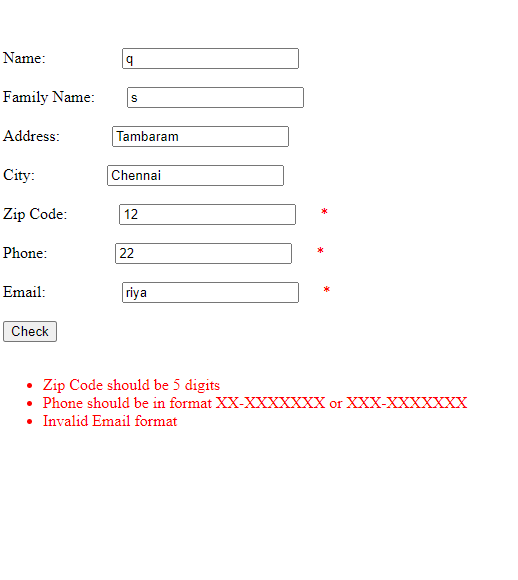 Name: q
Family Name: s
Address: Tambaram
City: Chennai
Zip Code: 12 *
Phone: 22 *
Email: riya *
Check
• Zip Code should be 5 digits
• Phone should be in format XX-XXXXXXX or XXX-XXXXXXX
• Invalid Email format